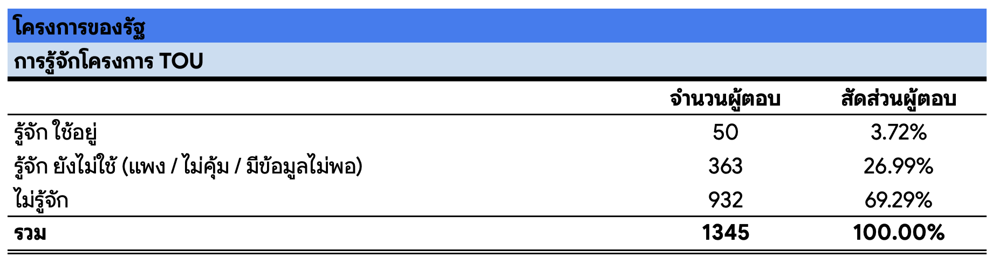 โครงการของรัฐ
การรู้จักโครงการ TOU
จำนวนผู้ตอบ สัดส่วนผู้ตอบ
รู้จัก ใช้อยู่ 50 3.72%
รู้จัก ยังไม่ใช้ (แพง / ไม่คุ้ม / มีข้อมูลไม่พอ) 363 26.99%
ไม่รู้จัก 932 69.29%
รวม 1345 100.00%